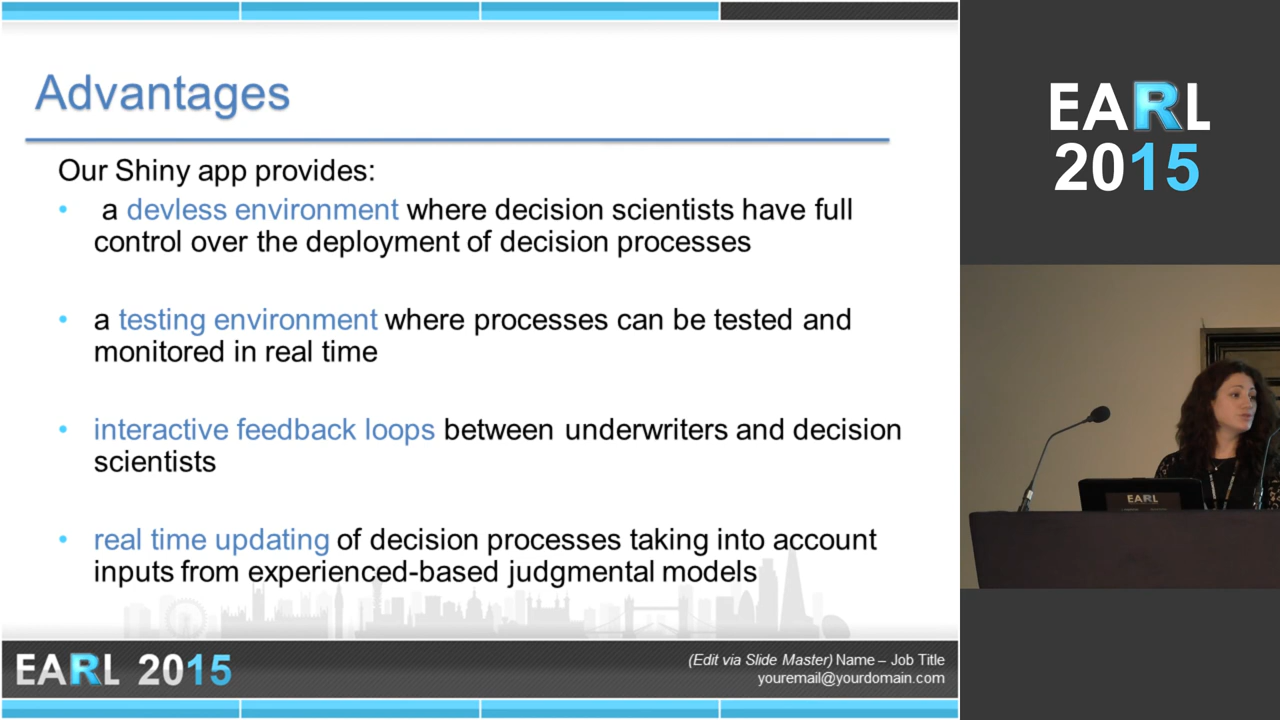 Advantages
Our Shiny app provides:
• a devless environment where decision scientists have full
control over the deployment of decision processes
• a testing environment where processes can be tested and
monitored in real time
• interactive feedback loops between underwriters and decision
scientists
• real time updating of decision processes taking into account
inputs from experienced-based judgmental models
EARL 2015
(Edit via Slide Master) Name – Job Title
youremail@yourdomain.com
EARL
2015
EARL